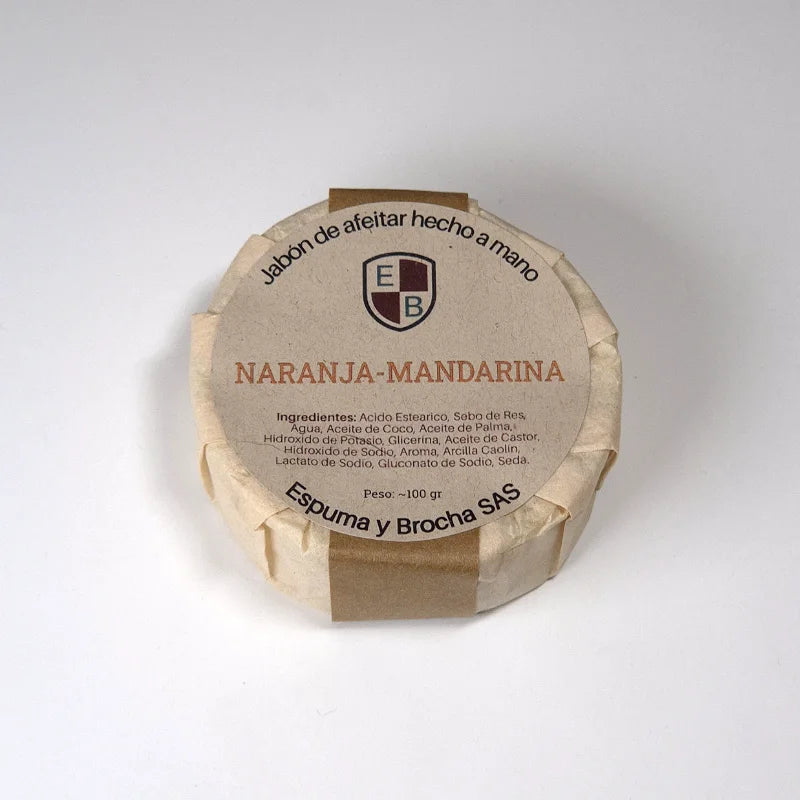 Jabón de afeitar hecho a mano
E
B
NARANJA-MANDARINA
Ingredientes: Acido Estearico, Sebo de Res,
Agua, Aceite de Coco, Aceite de Palma,
Hidroxido de Potasio, Glicerina, Aceite de Castor,
Hidroxido de Sodio, Aroma, Arcilla Caolin,
Lactato de Sodio, Gluconato de Sodio, Seda.
Peso: ~100 gr
Espuma y Brocha SAS